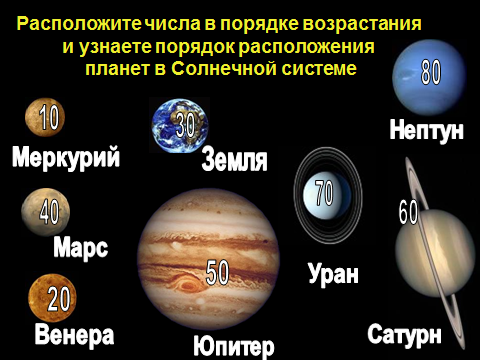 Расположите числа в порядке возрастания
и узнаете порядок расположения
планет в Солнечной системе
80
Нептун
10
Меркурий
30
Земля
40
Марс
70
Уран
60
Сатурн
50
Юпитер
20
Венера